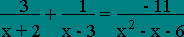 3/(x + 2) + 1/(x - 3) = -11/(x² - x - 6)